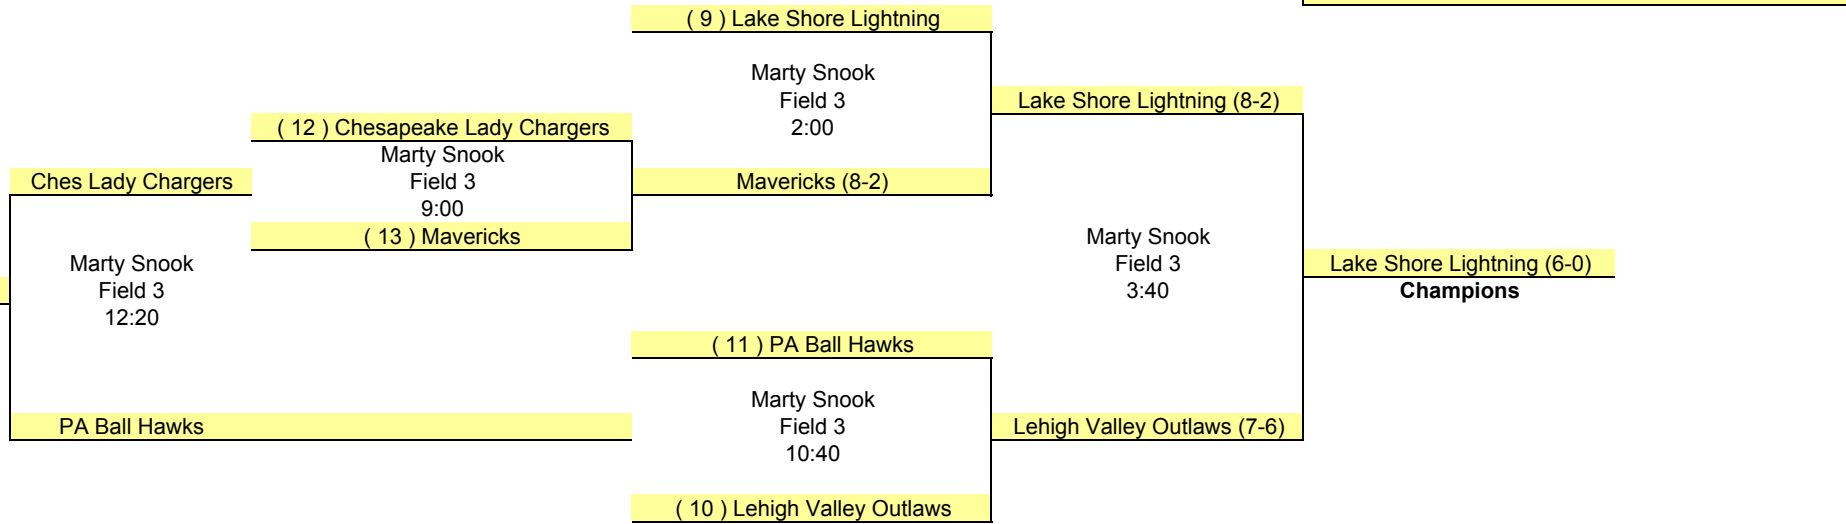 ( 9 ) Lake Shore Lightning
Marty Snook
Field 3
2:00
Lake Shore Lightning (8-2)
( 12 ) Chesapeake Lady Chargers
Marty Snook
Field 3
9:00
Ches Lady Chargers
Mavericks (8-2)
( 13 ) Mavericks
Marty Snook
Field 3
12:20
Marty Snook
Field 3
3:40
Lake Shore Lightning (6-0)
Champions
( 11 ) PA Ball Hawks
Marty Snook
Field 3
10:40
PA Ball Hawks
Lehigh Valley Outlaws (7-6)
( 10 ) Lehigh Valley Outlaws